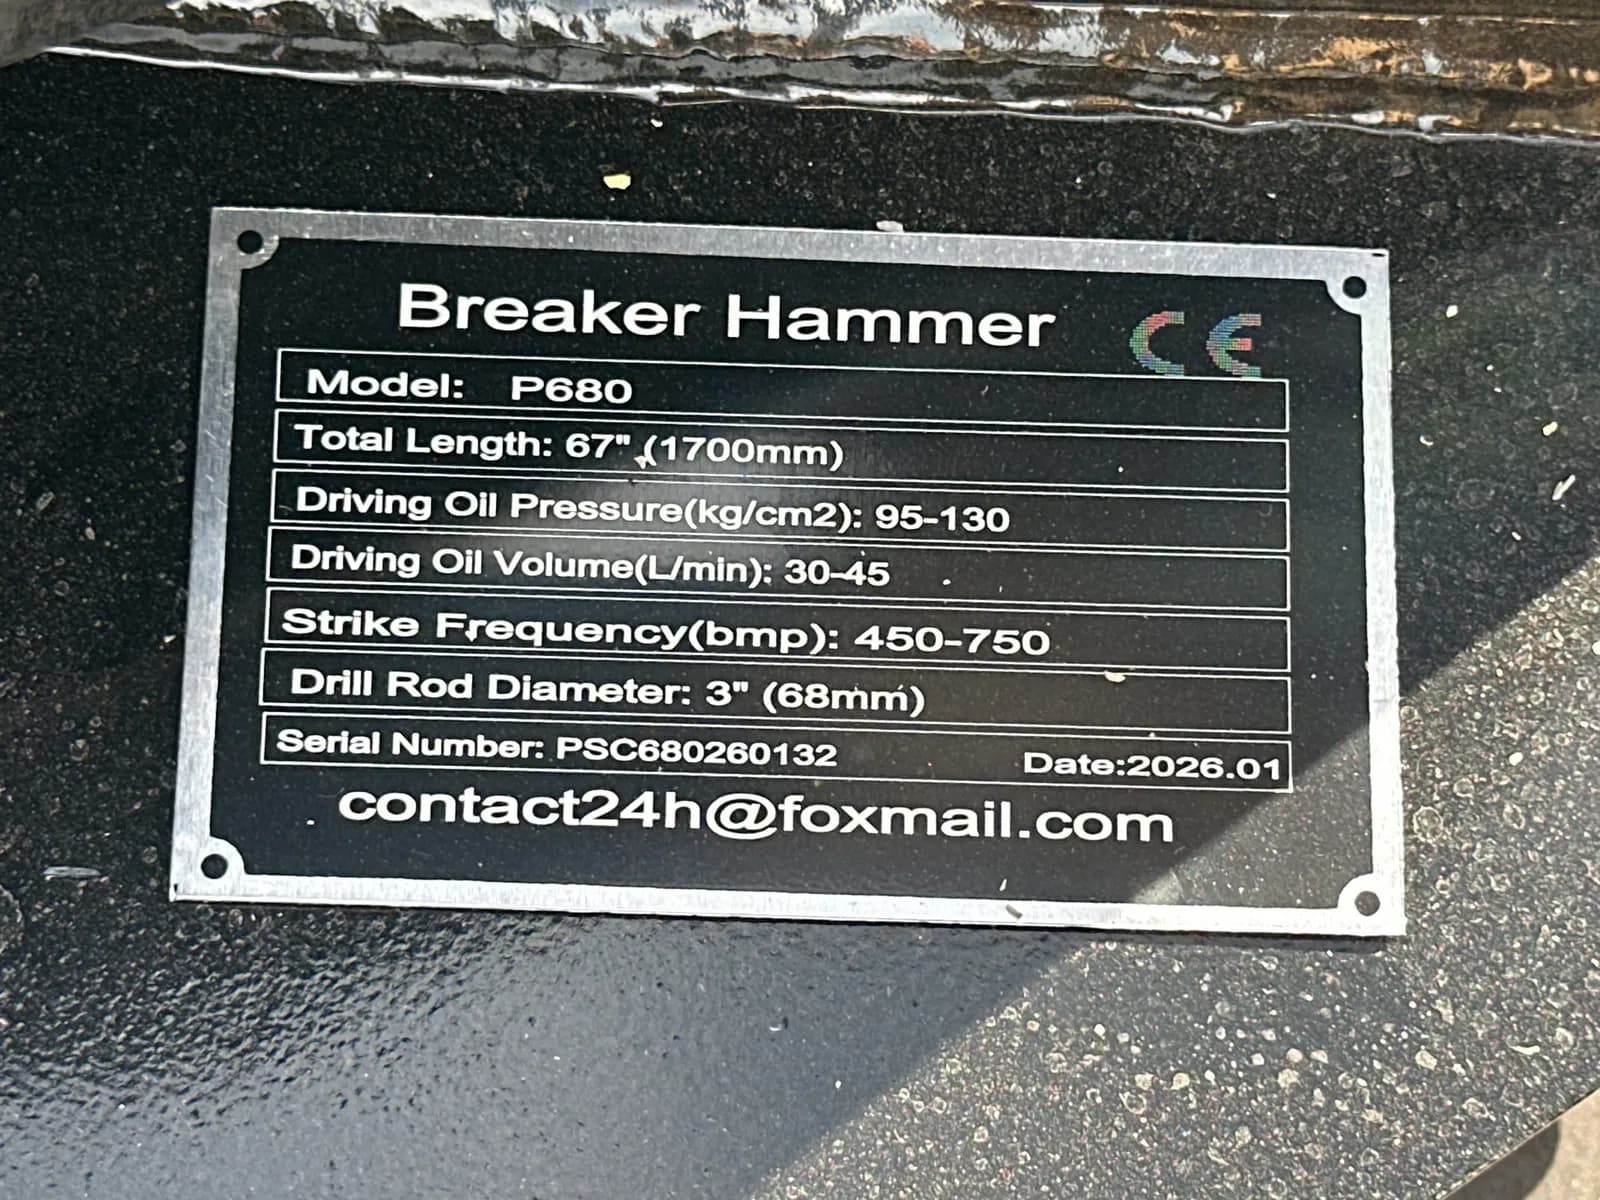 Breaker Hammer CE
Model: P680
Total Length: 67" (1700mm)
Driving Oil Pressure(kg/cm2): 95-130
Driving Oil Volume(L/min): 30-45
Strike Frequency(bmp): 450-750
Drill Rod Diameter: 3" (68mm)
Serial Number: PSC680260132 Date:2026.01
contact24h@foxmail.com